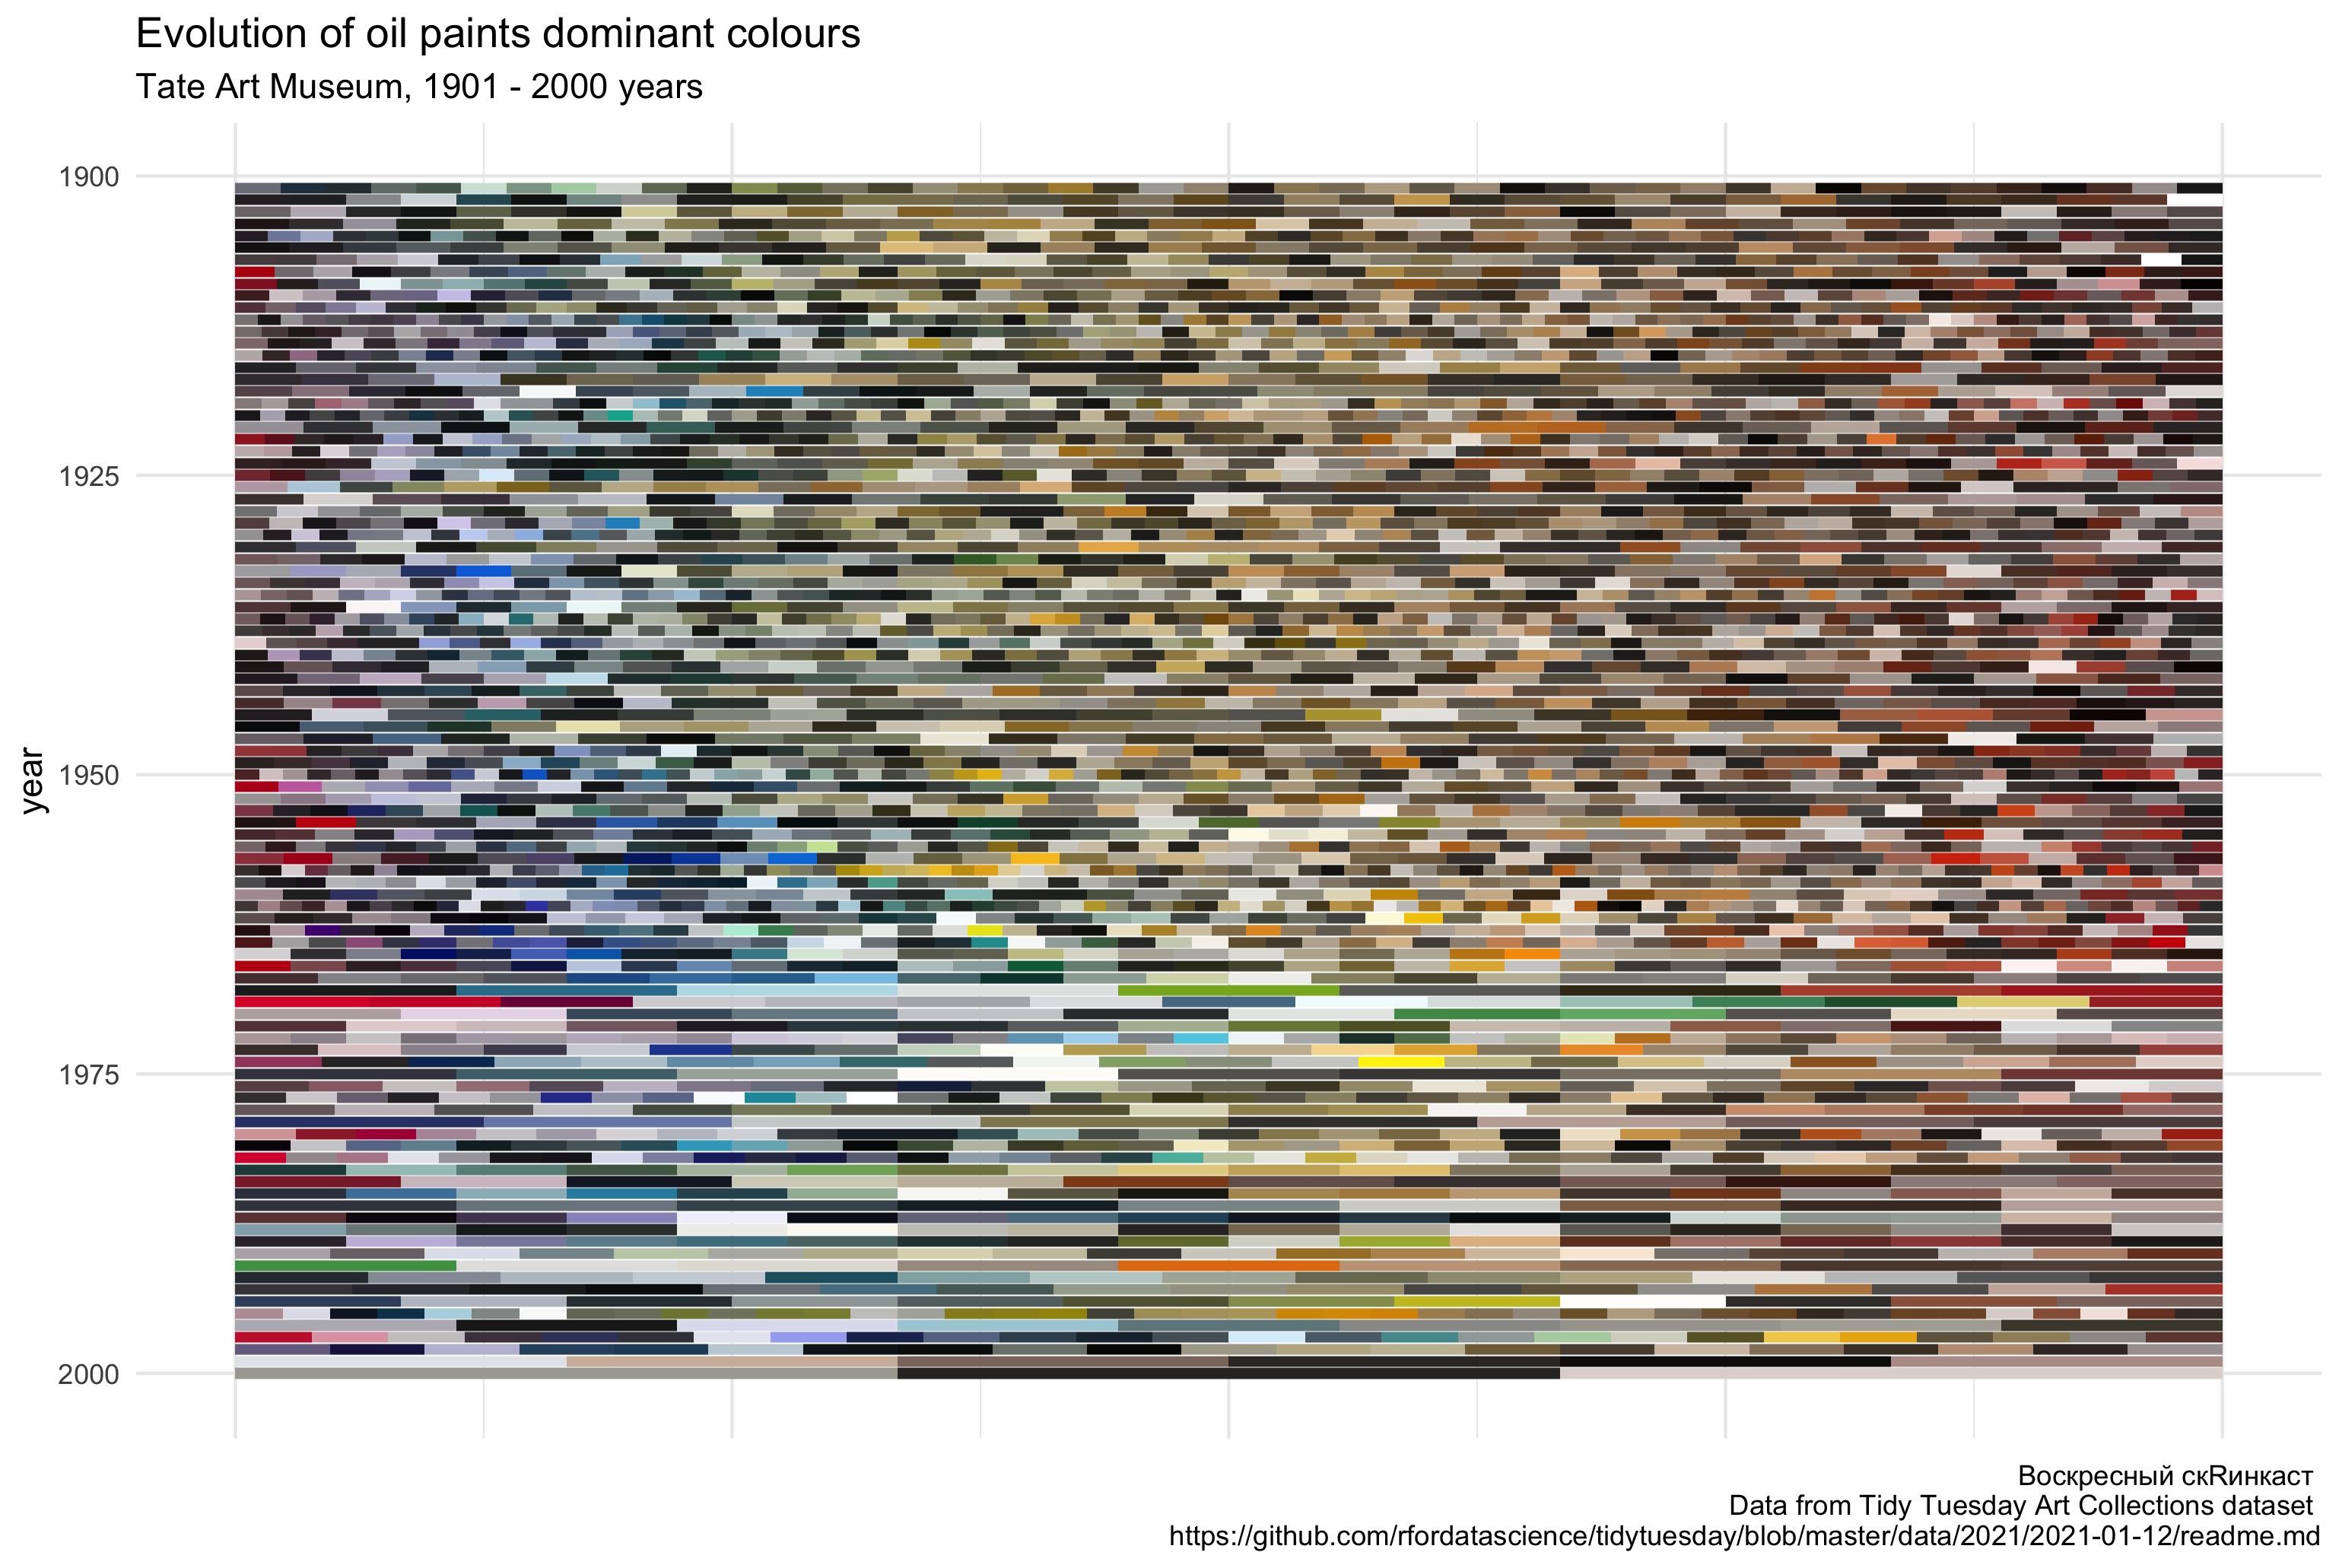 Evolution of oil paints dominant colours
Tate Art Museum, 1901 - 2000 years
1900
1925
1950
1975
2000
year
Воскресный скRинкаст
Data from Tidy Tuesday Art Collections dataset
https://github.com/rfordatascience/tidytuesday/blob/master/data/2021/2021-01-12/readme.md